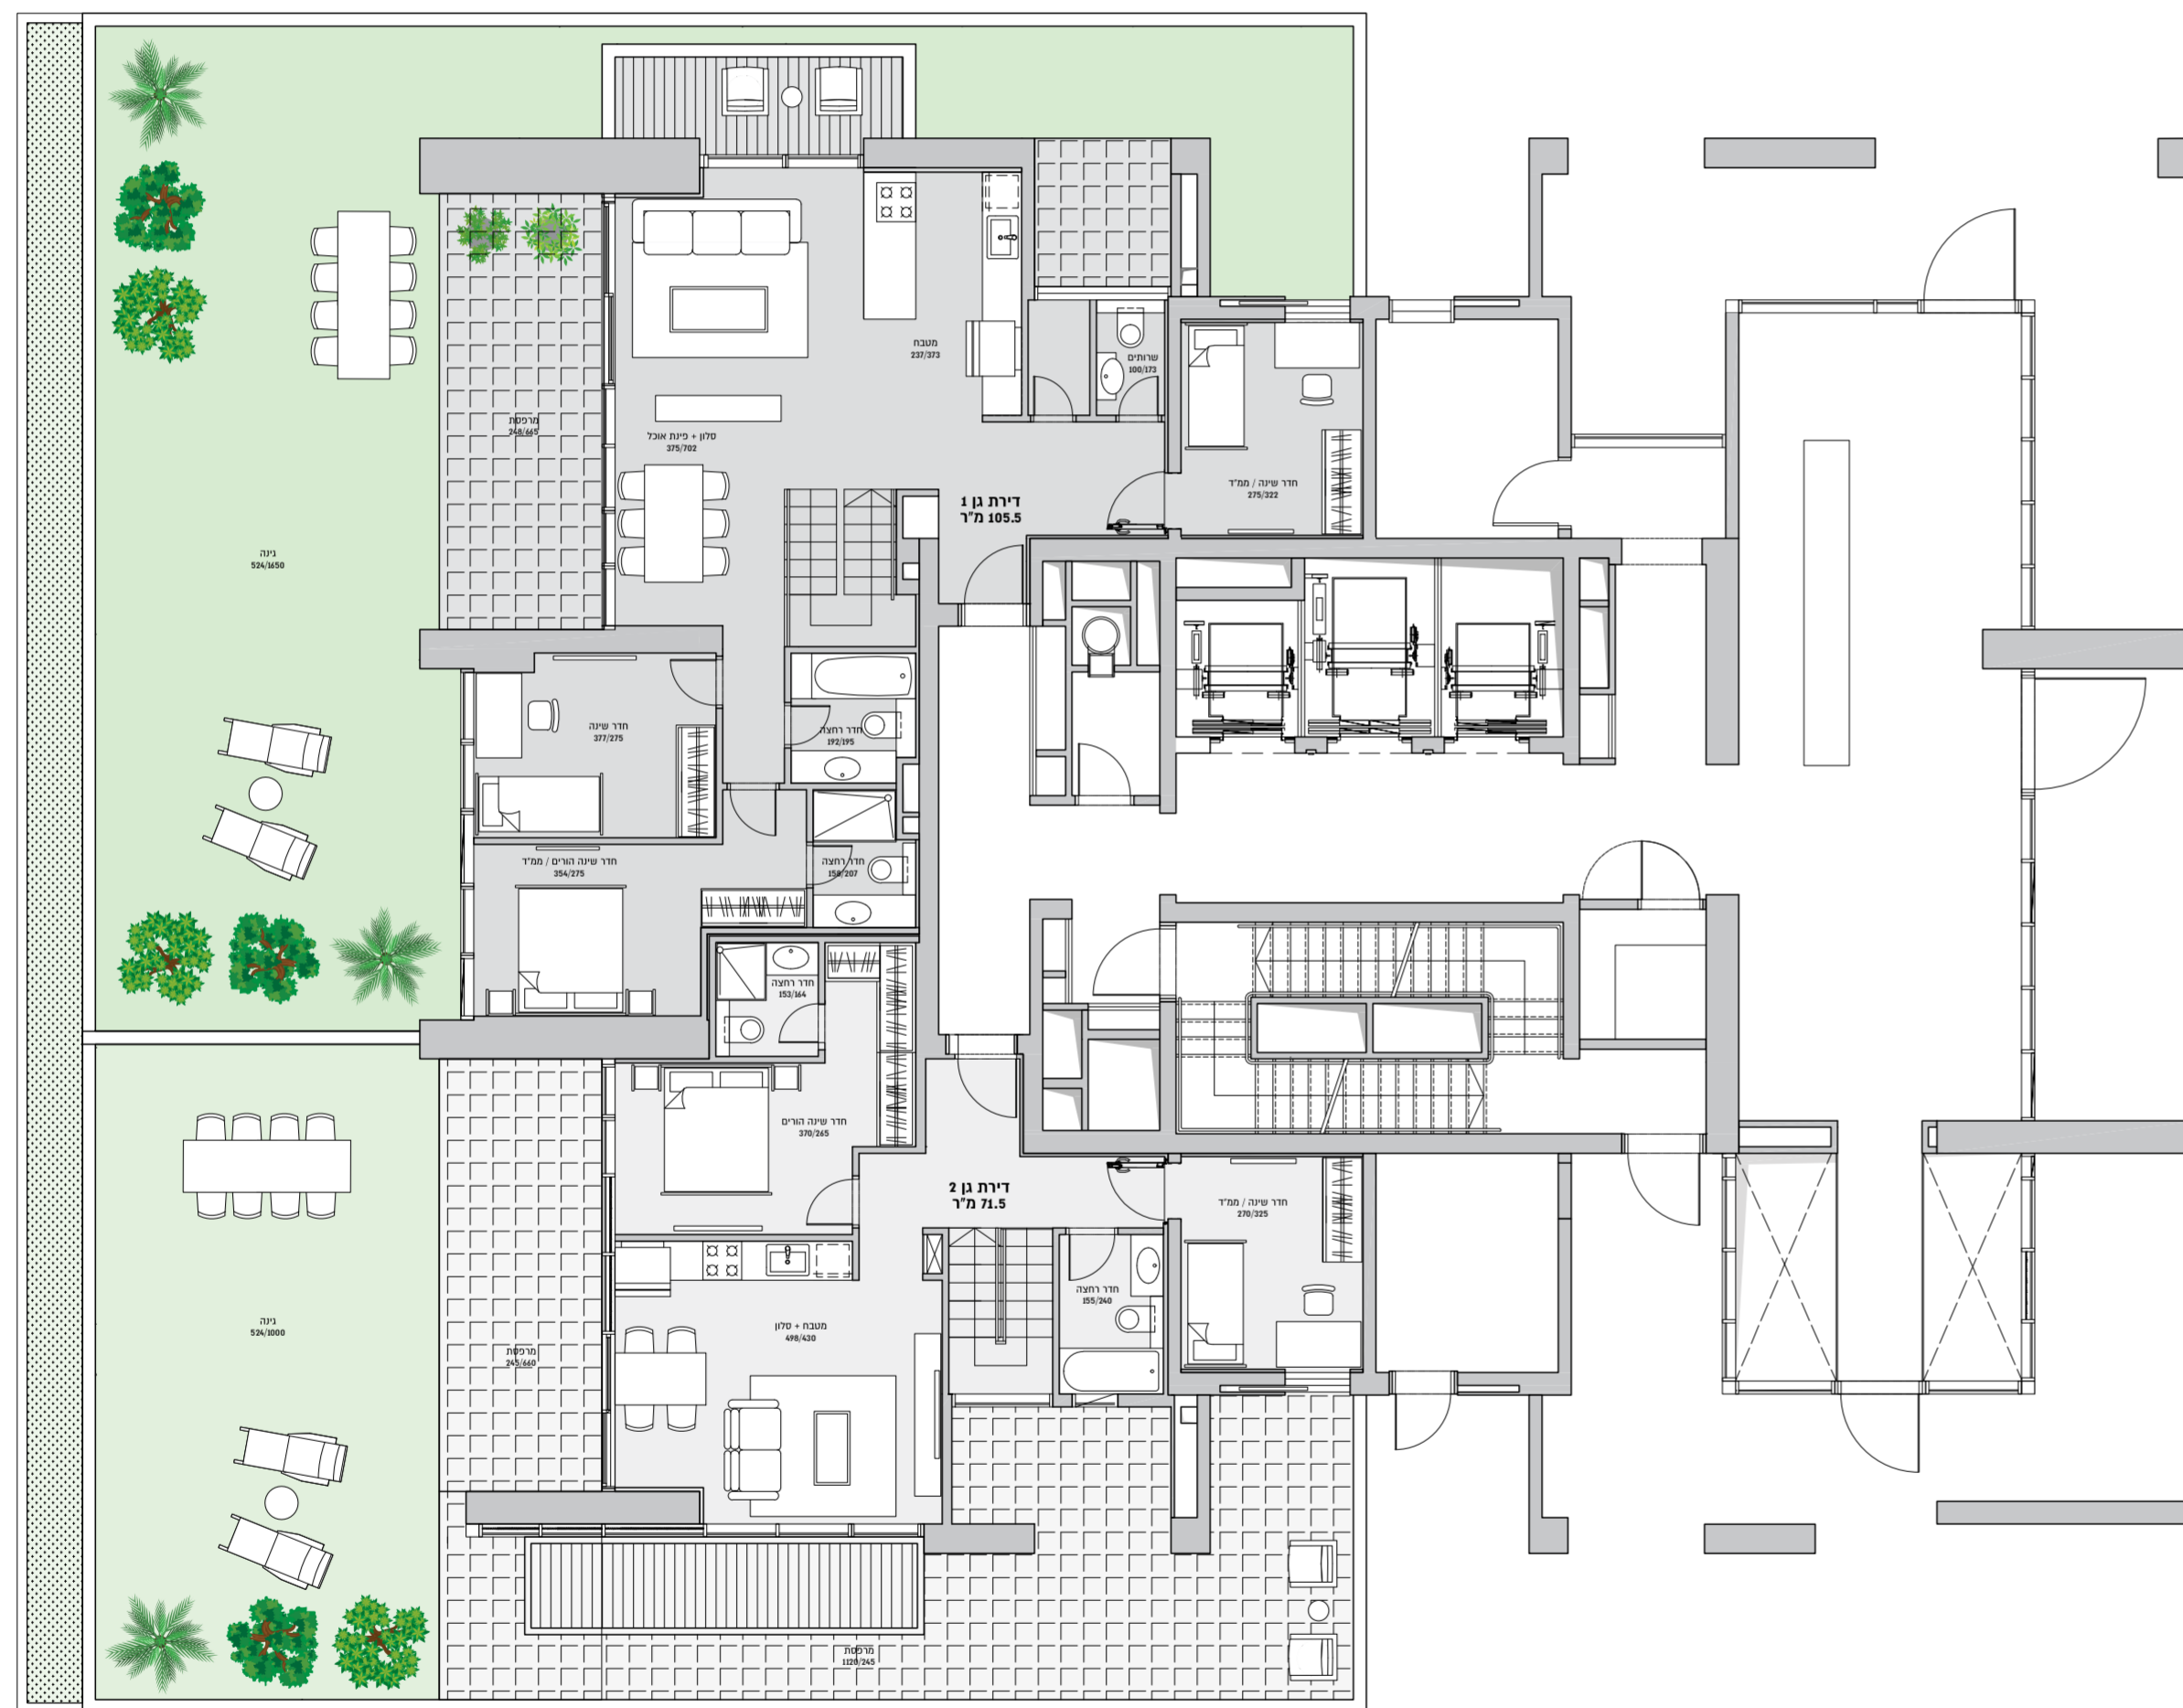 מטבח
237/373
שרותים
100/173
מרפסת
248/665
סלון + פינת אוכל
375/702
חדר שינה / ממ"ד
275/322
דירת גן 1
105.5 מ"ר
גינה
524/1650
חדר שינה
377/275
חדר רחצה
192/195
חדר שינה הורים / ממ"ד
354/275
חדר רחצה
158/207
חדר רחצה
153/164
חדר שינה הורים
370/265
דירת גן 2
71.5 מ"ר
חדר שינה / ממ"ד
270/325
חדר רחצה
155/240
מטבח + סלון
498/430
גינה
524/1000
מרפסת
245/660
מרפסת
1120/245